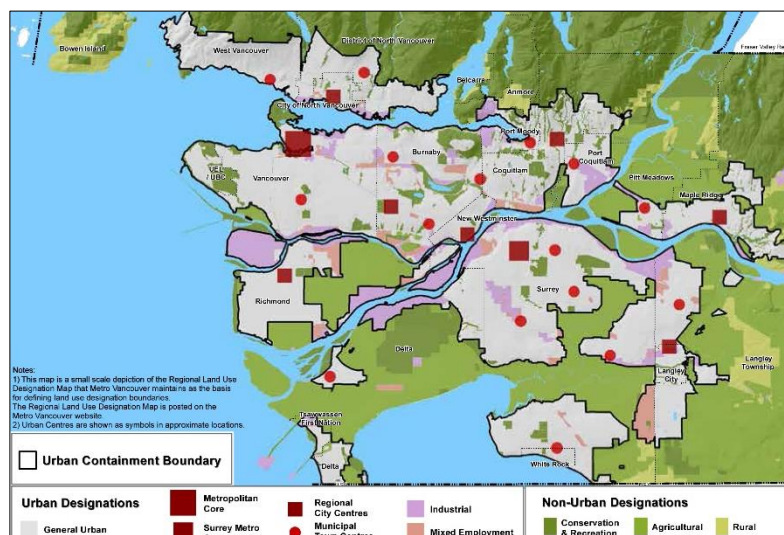 Bowen Island
West Vancouver
District of North Vancouver
Fraser Valley Re
City of North Vancouver
Belcarra
Anmore
Port Moody
Port
Coquitlam
Burnaby
Coquitlam
UEL
/ UBC
Vancouver
Pitt Meadows
Maple Ridge
New Westminster
Richmond
Surrey
Delta
Langley
Township
Langley
City
Tsawwassen
First Nation
Delta
White Rock
Notes:
1) This map is a small scale depiction of the Regional Land Use
Designation Map that Metro Vancouver maintains as the basis
for defining land use designation boundaries.
The Regional Land Use Designation Map is posted on the
Metro Vancouver website.
2) Urban Centres are shown as symbols in approximate locations.
Urban Containment Boundary
Urban Designations
General Urban
Metropolitan
Core
Surrey Metro
Regional
City Centres
Municipal
Town Centres
Industrial
Mixed Employment
Non-Urban Designations
Conservation
& Recreation
Agricultural
Rural